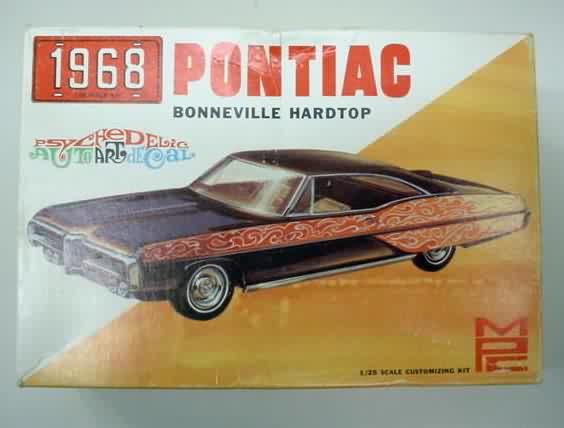 1968
PONTIAC
BONNEVILLE HARDTOP
PSYCHEDELIC
AUTO ART DECAL
MPC
1/25 SCALE CUSTOMIZING KIT